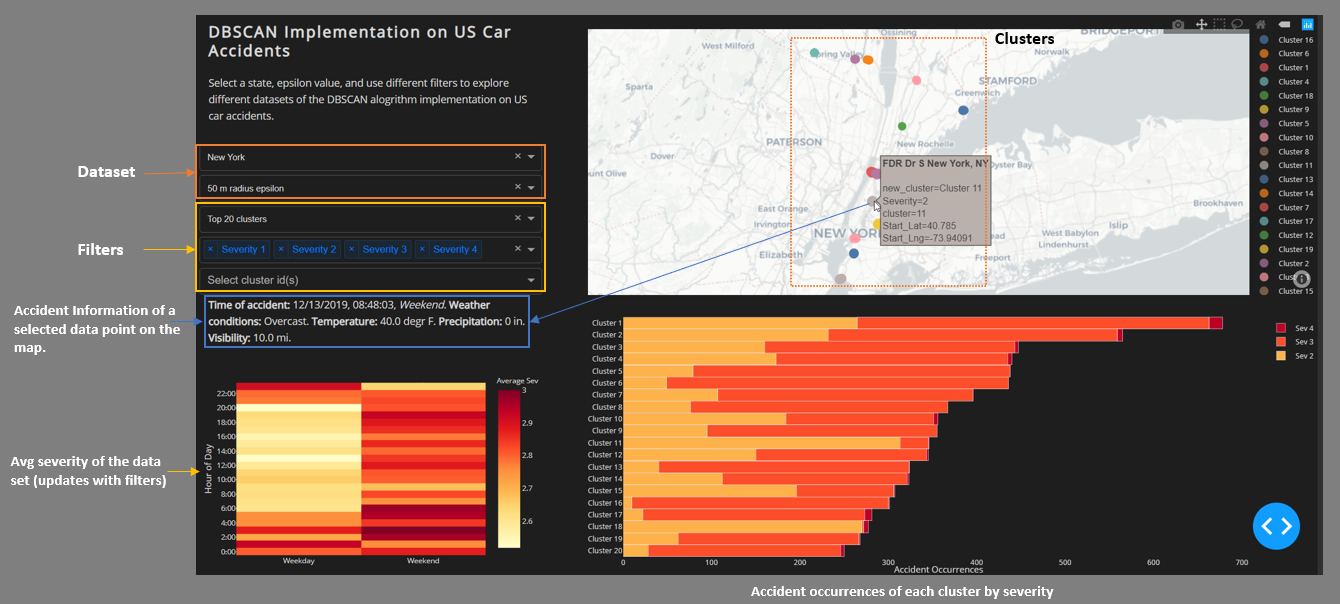 DBSCAN Implementation on US Car
Accidents
Select a state, epsilon value, and use different filters to explore
different datasets of the DBSCAN alogrithm implementation on US
car accidents.
Dataset
New York
50 m radius epsilon
Filters
Top 20 clusters
× Severity 1 × Severity 2 × Severity 3 × Severity 4
Select cluster id(s)
Accident Information of a
selected data point on the
map.
Time of accident: 12/13/2019, 08:48:03, Weekend. Weather
conditions: Overcast. Temperature: 40.0 degr F. Precipitation: 0 in.
Visibility: 10.0 mi.
Avg severity of the data
set (updates with filters)
Hour of Day
22:00
20:00
18:00
16:00
14:00
12:00
10:00
8:00
6:00
4:00
2:00
0:00
Weekday
Weekend
Average Sev
3
2.9
2.8
2.7
2.6
Clusters
Ossining
BRIDGEPORT
West Milford
Spring Valley
Norwalk
Sparta
STAMFORD
Greenwich
PATERSON
New Rochelle
Dover
Oyster Bay
East Orange
Irvington
NEW YORK
Elizabeth
Brookhaven
Islip
West Babylon
Lindenhurst
Freeport
FDR Dr S New York, NY
new_cluster=Cluster 11
Severity=2
cluster=11
Start_Lat=40.785
Start_Lng=-73.94091
Cluster 16
Cluster 6
Cluster 1
Cluster 4
Cluster 18
Cluster 9
Cluster 5
Cluster 10
Cluster 8
Cluster 11
Cluster 13
Cluster 14
Cluster 7
Cluster 17
Cluster 12
Cluster 19
Cluster 2
Cluster 15
Cluster 1
Cluster 2
Cluster 3
Cluster 4
Cluster 5
Cluster 6
Cluster 7
Cluster 8
Cluster 10
Cluster 9
Cluster 11
Cluster 12
Cluster 13
Cluster 14
Cluster 15
Cluster 16
Cluster 17
Cluster 18
Cluster 19
Cluster 20
0 100 200 300 400 500 600 700
Accident Occurrences
Sev 4
Sev 3
Sev 2
Accident occurrences of each cluster by severity